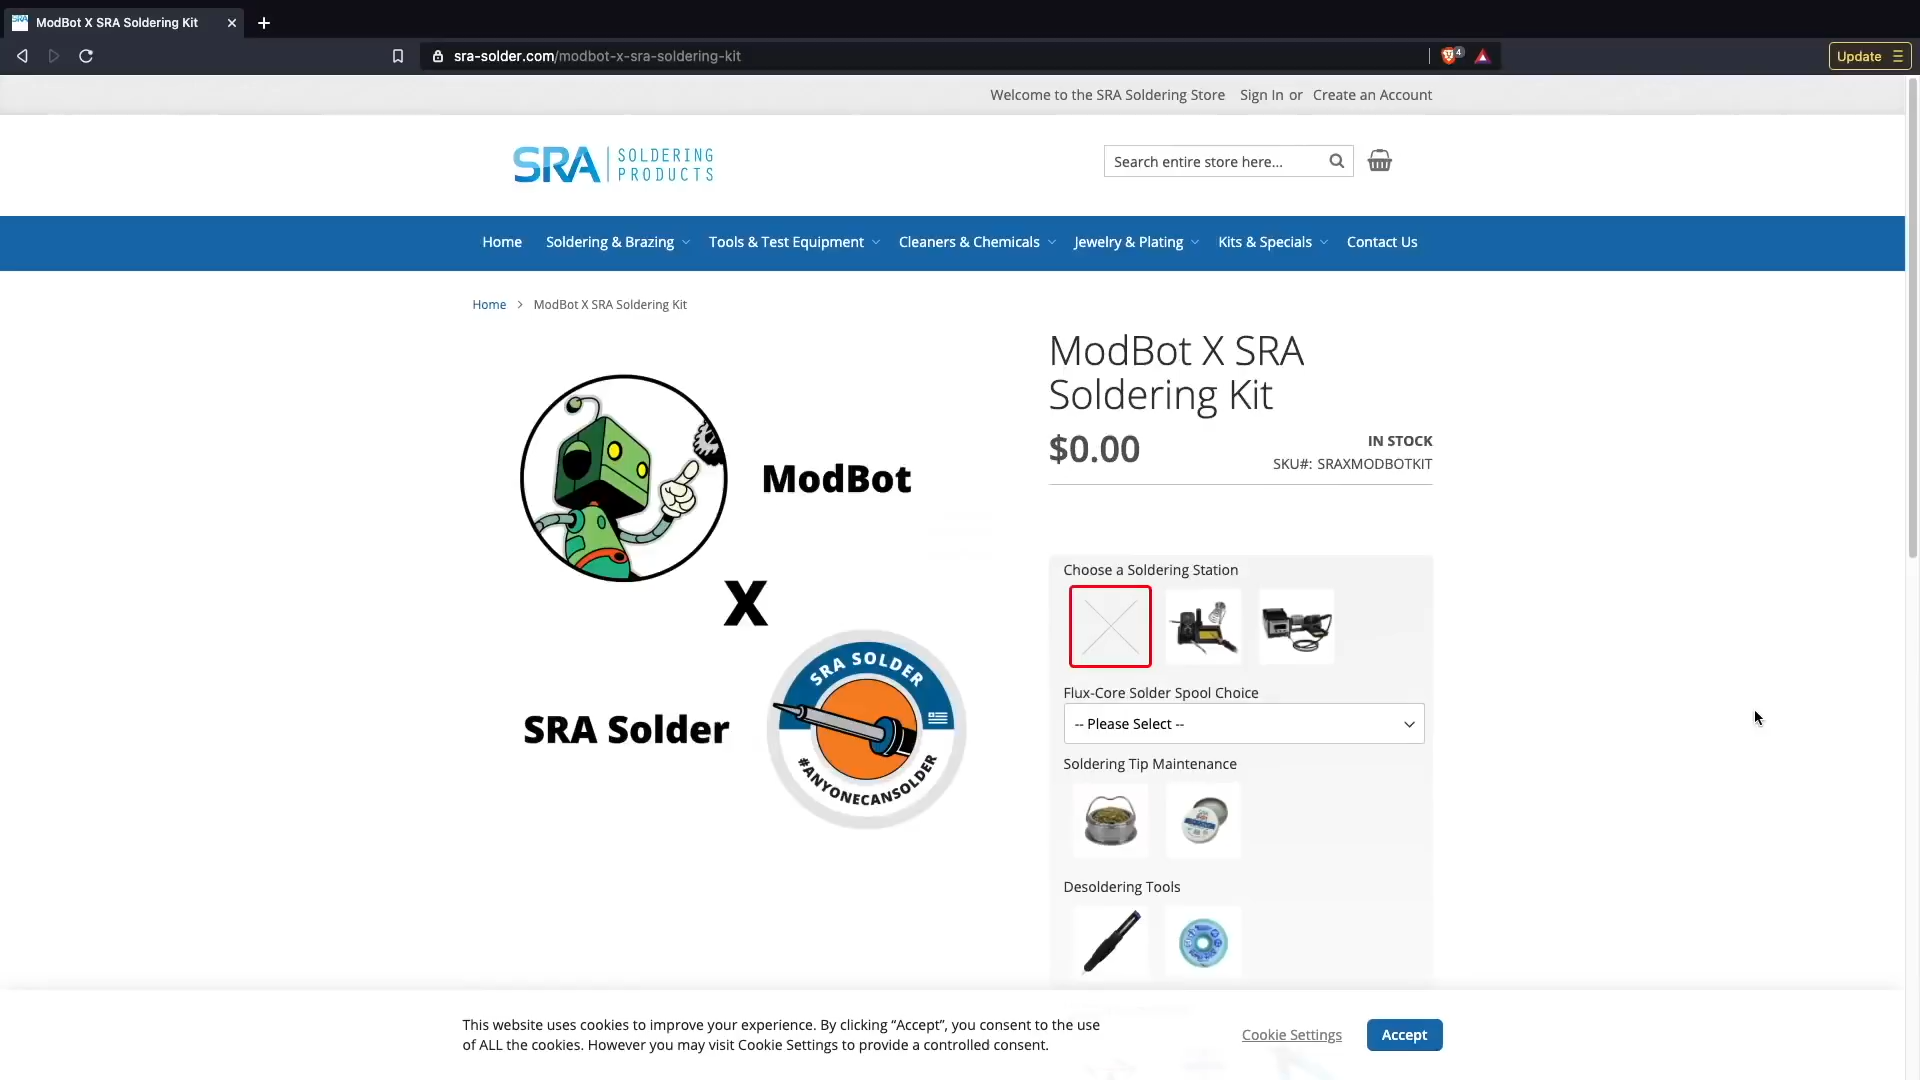 ModBot X SRA Soldering Kit
sra-solder.com/modbot-x-sra-soldering-kit
4
Update
Welcome to the SRA Soldering Store Sign In or Create an Account
SRA SOLDERING PRODUCTS
Search entire store here...
Home Soldering & Brazing Tools & Test Equipment Cleaners & Chemicals Jewelry & Plating Kits & Specials Contact Us
Home > ModBot X SRA Soldering Kit
ModBot
X
SRA Solder
SRA SOLDER
#ANYONECANSOLDER
ModBot X SRA
Soldering Kit
$0.00
IN STOCK
SKU#: SRAXMODBOTKIT
Choose a Soldering Station
Flux-Core Solder Spool Choice
-- Please Select --
Soldering Tip Maintenance
Desoldering Tools
This website uses cookies to improve your experience. By clicking “Accept”, you consent to the use
of ALL the cookies. However you may visit Cookie Settings to provide a controlled consent.
Cookie Settings
Accept